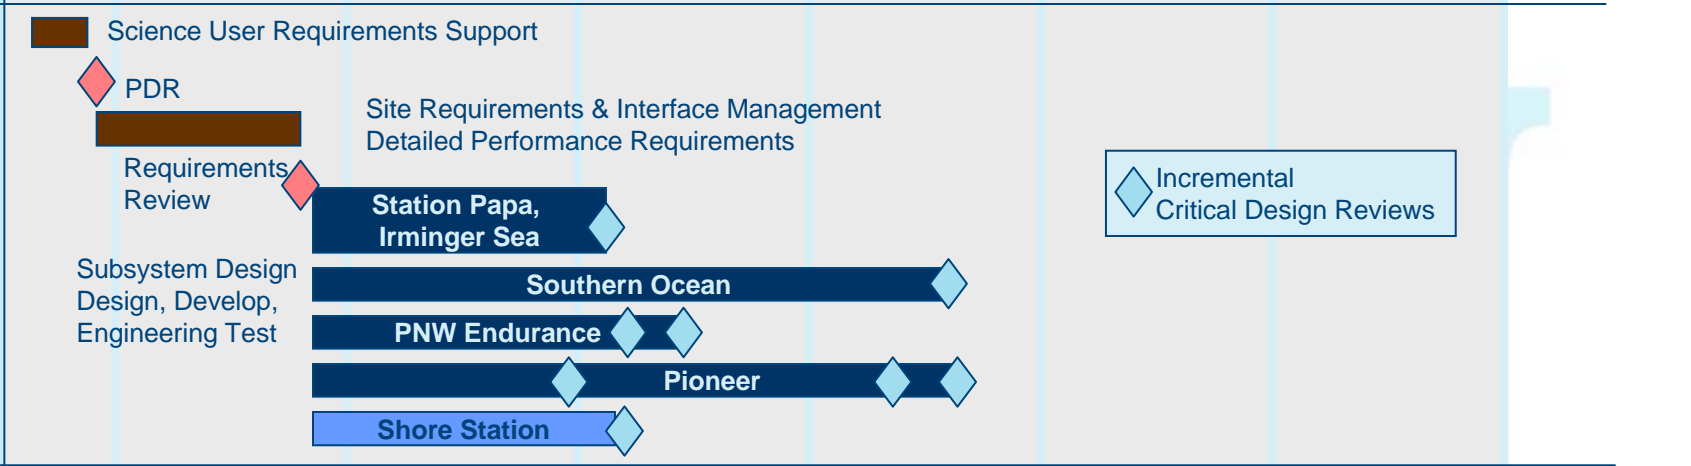 Science User Requirements Support
PDR
Site Requirements & Interface Management
Detailed Performance Requirements
Requirements
Review
Incremental
Critical Design Reviews
Station Papa,
Irminger Sea
Subsystem Design
Design, Develop,
Engineering Test
Southern Ocean
PNW Endurance
Pioneer
Shore Station